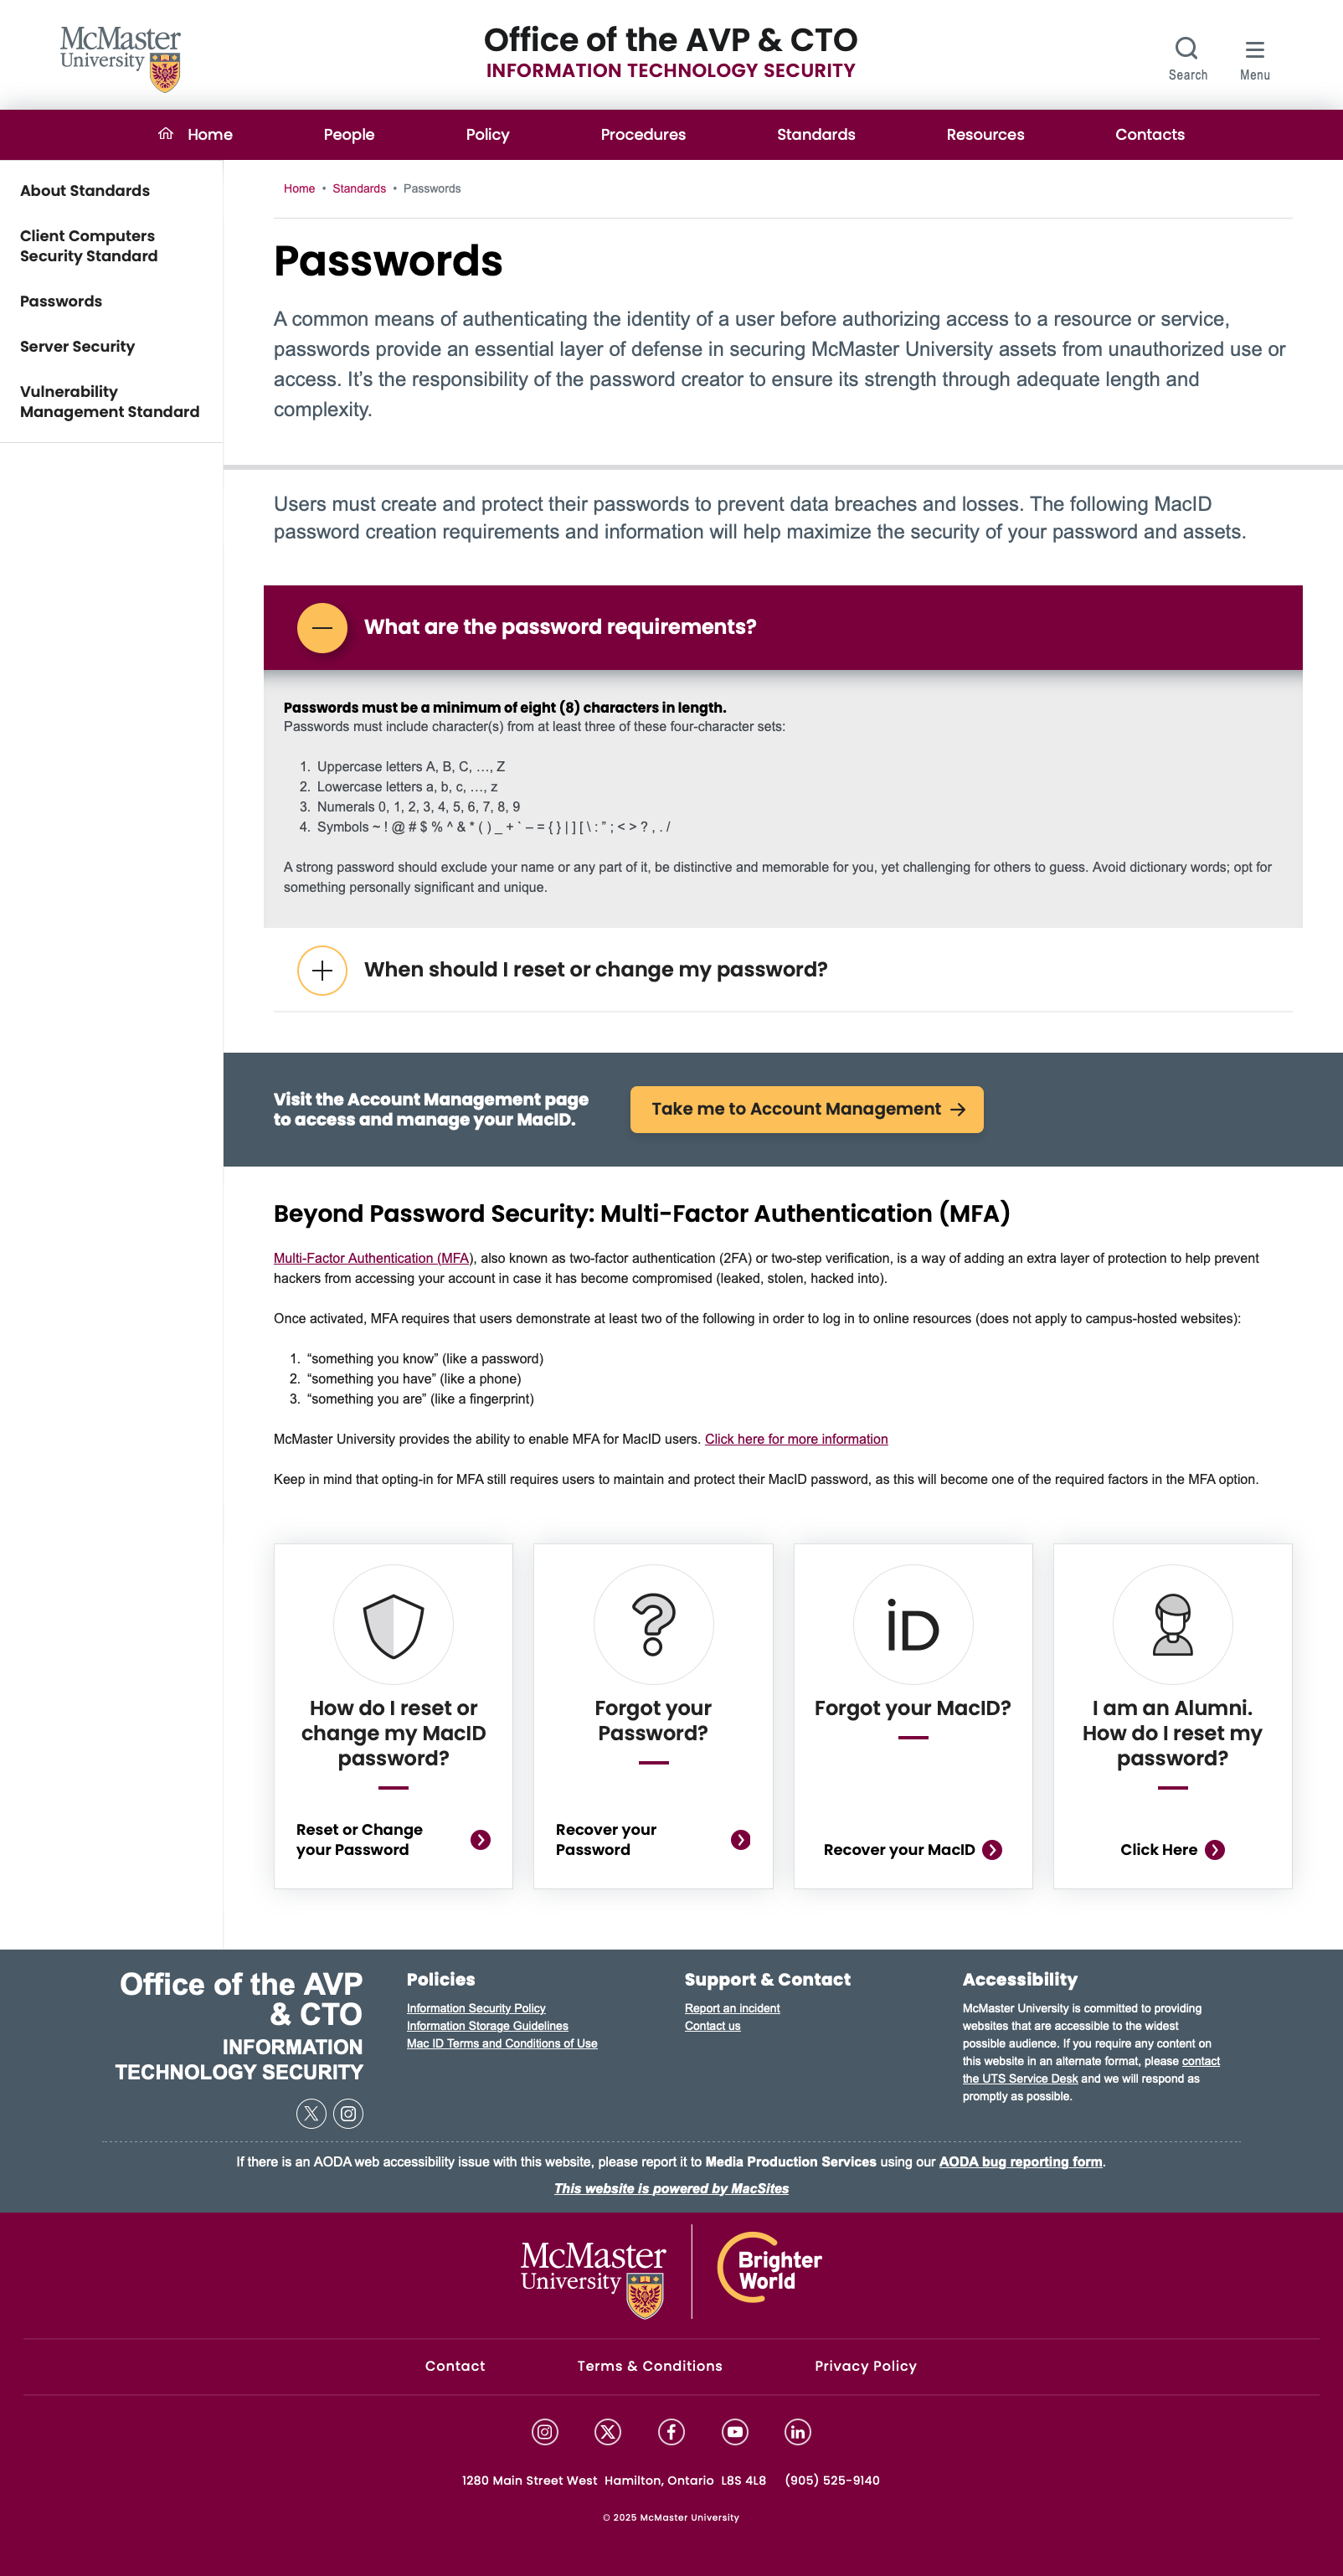 McMaster
University
Office of the AVP & CTO
INFORMATION TECHNOLOGY SECURITY
Search
Menu
Home
People
Policy
Procedures
Standards
Resources
Contacts
About Standards
Client Computers
Security Standard
Passwords
Server Security
Vulnerability
Management Standard
Home • Standards • Passwords
Passwords
A common means of authenticating the identity of a user before authorizing access to a resource or service,
passwords provide an essential layer of defense in securing McMaster University assets from unauthorized use or
access. It’s the responsibility of the password creator to ensure its strength through adequate length and
complexity.
Users must create and protect their passwords to prevent data breaches and losses. The following MacID
password creation requirements and information will help maximize the security of your password and assets.
What are the password requirements?
Passwords must be a minimum of eight (8) characters in length.
Passwords must include character(s) from at least three of these four-character sets:
1. Uppercase letters A, B, C, …, Z
2. Lowercase letters a, b, c, …, z
3. Numerals 0, 1, 2, 3, 4, 5, 6, 7, 8, 9
4. Symbols ~ ! @ # $ % ^ & * ( ) _ + ` – = { } | ] [ \ : ” ; < > ? , . /
A strong password should exclude your name or any part of it, be distinctive and memorable for you, yet challenging for others to guess. Avoid dictionary words; opt for
something personally significant and unique.
When should I reset or change my password?
Visit the Account Management page
to access and manage your MacID.
Take me to Account Management
Beyond Password Security: Multi-Factor Authentication (MFA)
Multi-Factor Authentication (MFA), also known as two-factor authentication (2FA) or two-step verification, is a way of adding an extra layer of protection to help prevent
hackers from accessing your account in case it has become compromised (leaked, stolen, hacked into).
Once activated, MFA requires that users demonstrate at least two of the following in order to log in to online resources (does not apply to campus-hosted websites):
1. “something you know” (like a password)
2. “something you have” (like a phone)
3. “something you are” (like a fingerprint)
McMaster University provides the ability to enable MFA for MacID users. Click here for more information
Keep in mind that opting-in for MFA still requires users to maintain and protect their MacID password, as this will become one of the required factors in the MFA option.
How do I reset or
change my MacID
password?
Reset or Change
your Password
Forgot your
Password?
Recover your
Password
iD
Forgot your MacID?
Recover your MacID
I am an Alumni.
How do I reset my
password?
Click Here
Office of the AVP
& CTO
INFORMATION
TECHNOLOGY SECURITY
Policies
Information Security Policy
Information Storage Guidelines
Mac ID Terms and Conditions of Use
Support & Contact
Report an incident
Contact us
Accessibility
McMaster University is committed to providing
websites that are accessible to the widest
possible audience. If you require any content on
this website in an alternate format, please contact
the UTS Service Desk and we will respond as
promptly as possible.
If there is an AODA web accessibility issue with this website, please report it to Media Production Services using our AODA bug reporting form.
This website is powered by MacSites
McMaster
University
Brighter
World
Contact
Terms & Conditions
Privacy Policy
1280 Main Street West Hamilton, Ontario L8S 4L8 (905) 525-9140
© 2025 McMaster University